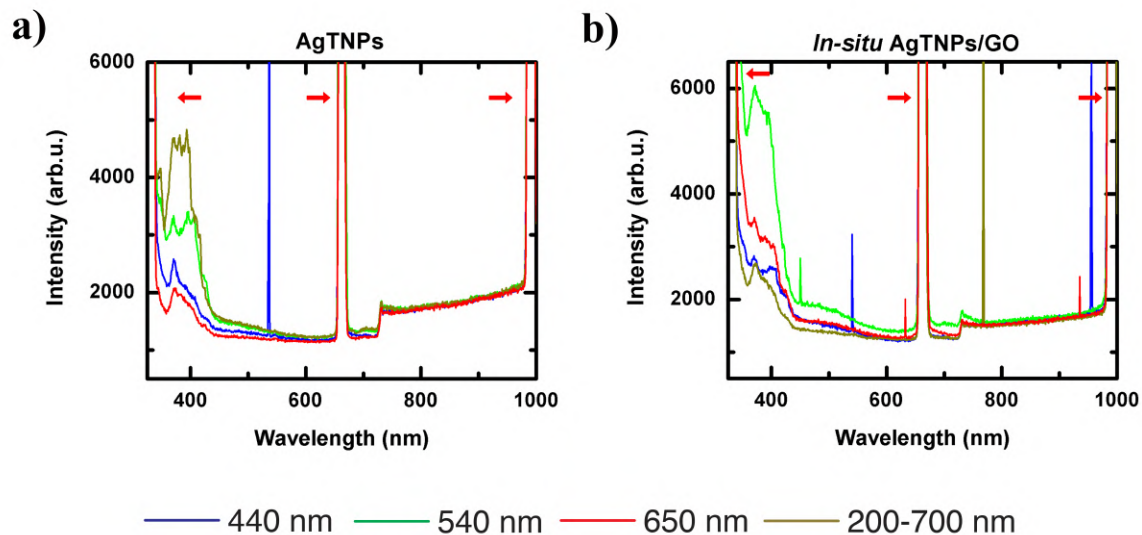 a)
AgTNPs
6000
4000
2000
Intensity (arb.u.)
400 600 800 1000
Wavelength (nm)
b)
In-situ AgTNPs/GO
6000
4000
2000
Intensity (arb.u.)
400 600 800 1000
Wavelength (nm)
440 nm 540 nm 650 nm 200-700 nm